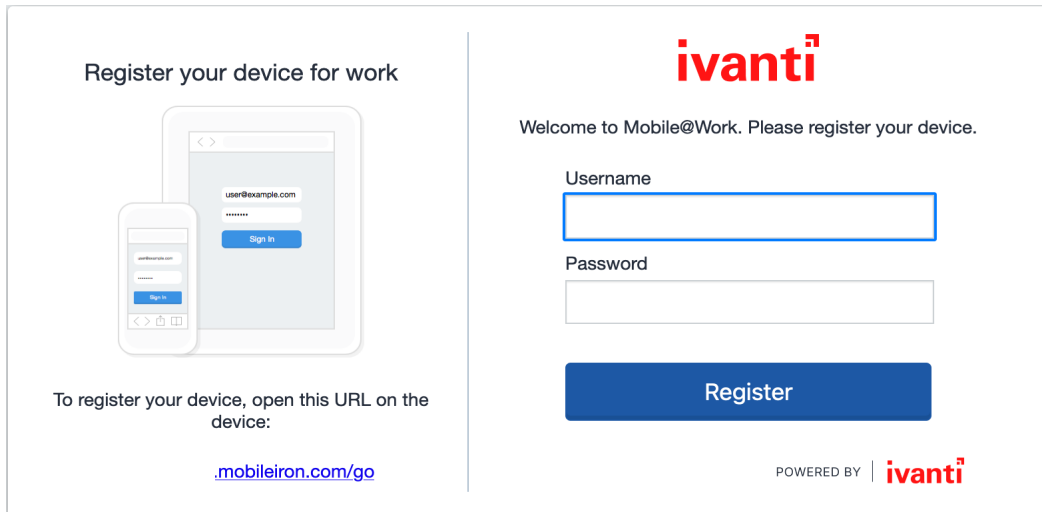 Register your device for work
user@example.com
••••••••
Sign In
user@example.com
••••••••
Sign In
To register your device, open this URL on the
device:
.mobileiron.com/go
ivanti
Welcome to Mobile@Work. Please register your device.
Username
Password
Register
POWERED BY ivanti